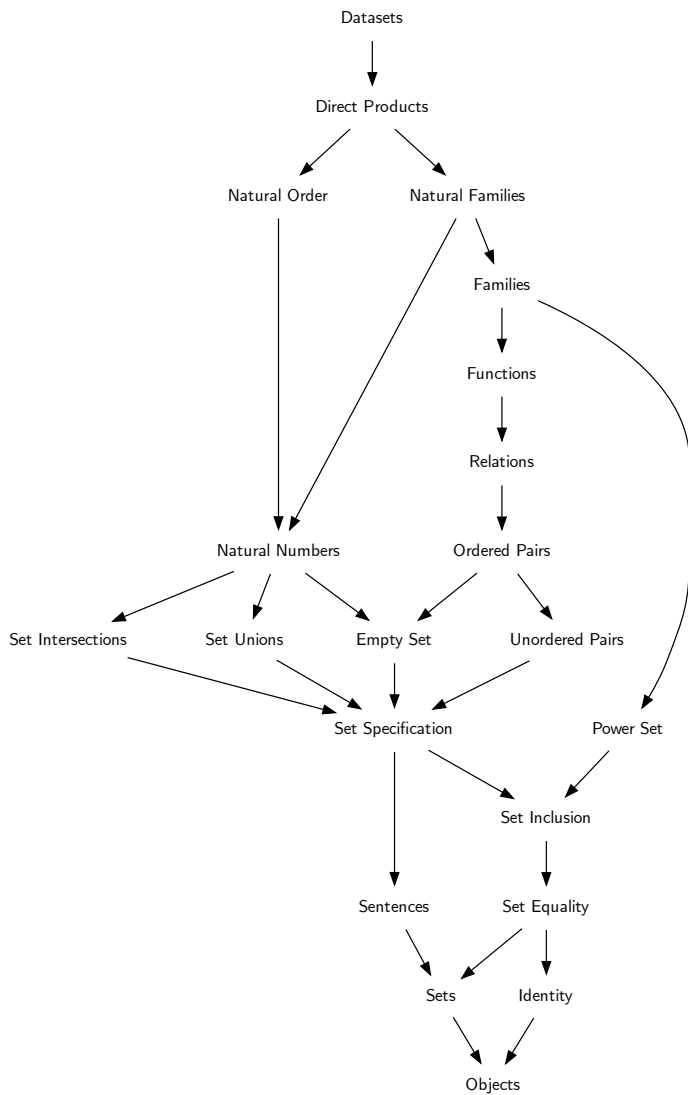 Datasets
Direct Products
Natural Order
Natural Families
Families
Functions
Relations
Natural Numbers
Ordered Pairs
Set Intersections
Set Unions
Empty Set
Unordered Pairs
Set Specification
Power Set
Set Inclusion
Sentences
Set Equality
Sets
Identity
Objects